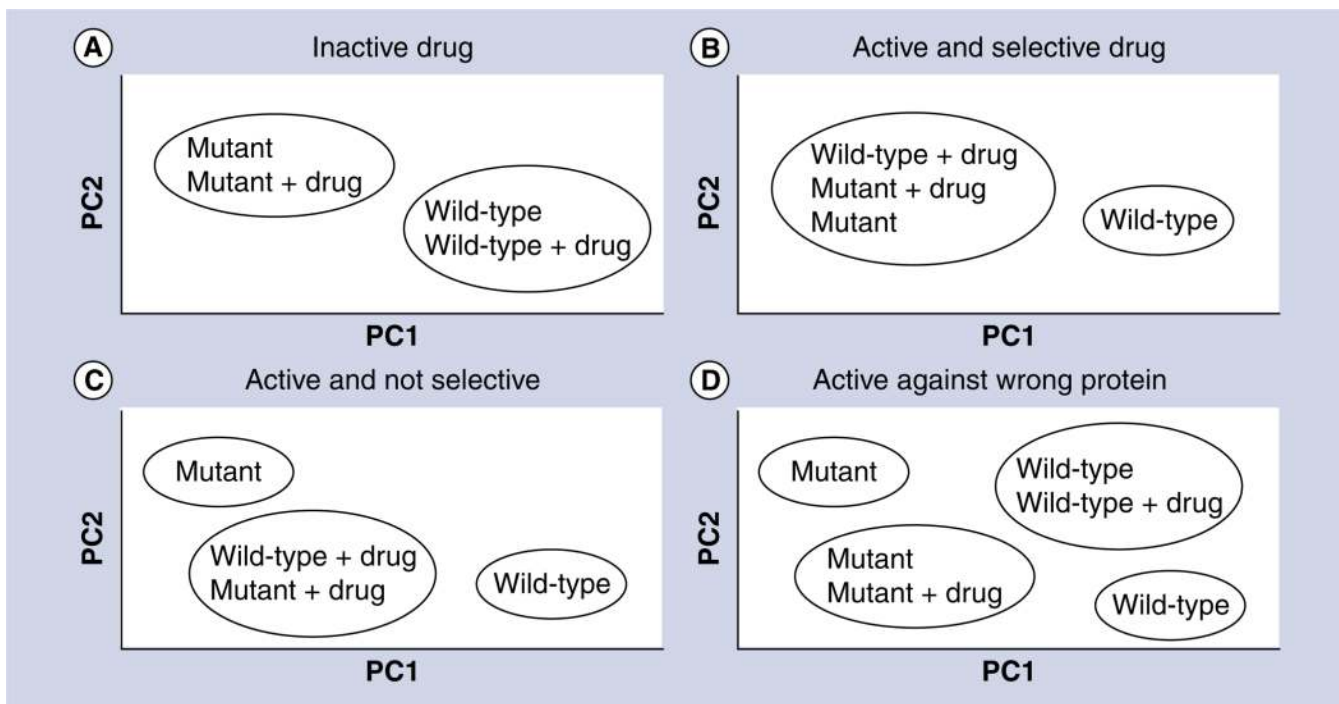 A
Inactive drug
PC2
Mutant
Mutant + drug
Wild-type
Wild-type + drug
PC1
B
Active and selective drug
PC2
Wild-type + drug
Mutant + drug
Mutant
Wild-type
PC1
C
Active and not selective
PC2
Mutant
Wild-type + drug
Mutant + drug
Wild-type
PC1
D
Active against wrong protein
PC2
Mutant
Wild-type
Wild-type + drug
Mutant
Mutant + drug
Wild-type
PC1